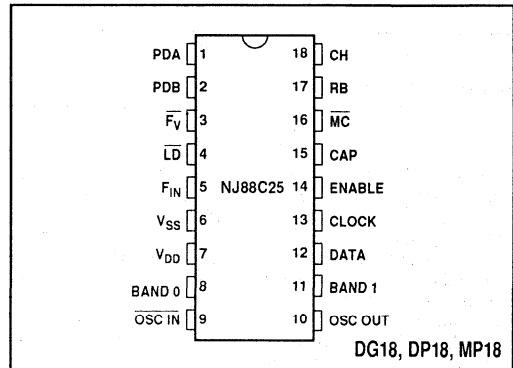 PDA 1 18 CH
PDB 2 17 RB
F̅V̅ 3 16 M̅C̅
L̅D̅ 4 15 CAP
FIN 5 NJ88C25 14 ENABLE
VSS 6 13 CLOCK
VDD 7 12 DATA
BAND 0 8 11 BAND 1
O̅S̅C̅ I̅N̅ 9 10 OSC OUT
DG18, DP18, MP18